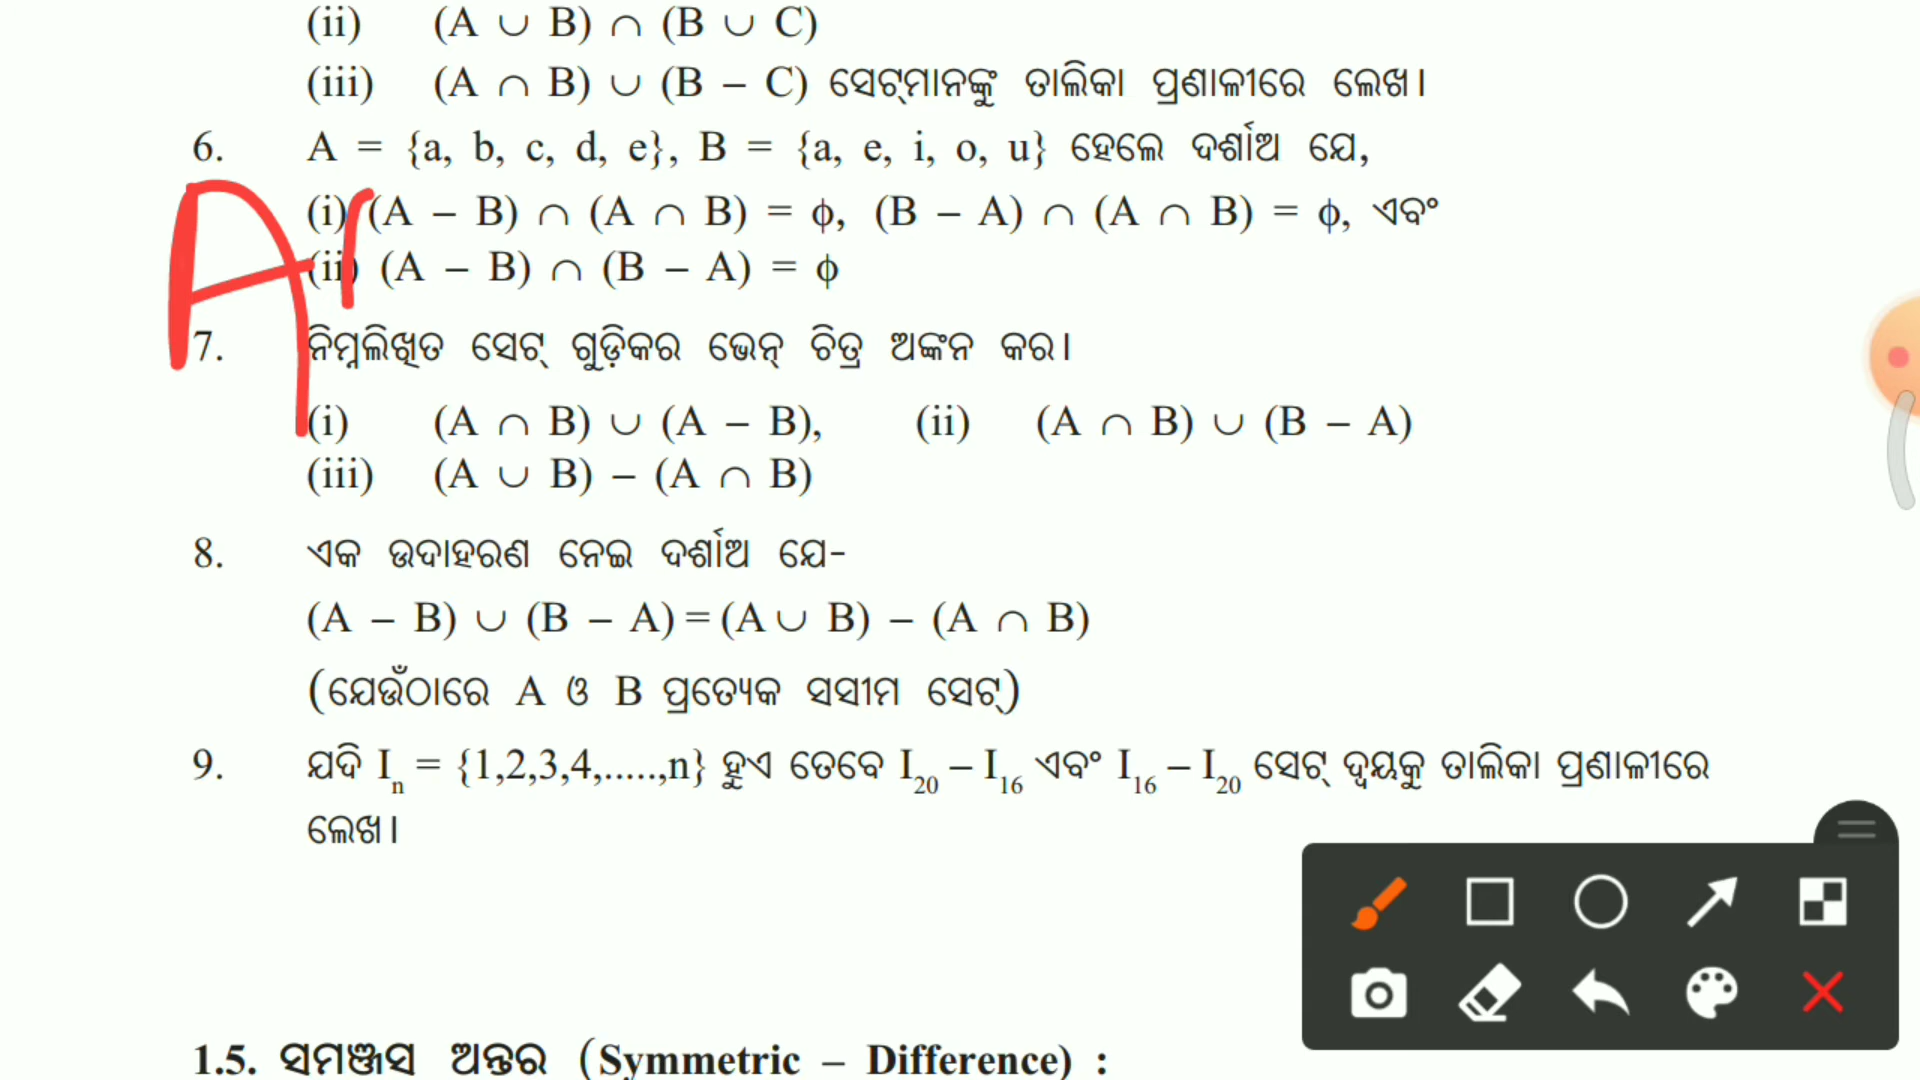 (ii) (A ∪ B) ∩ (B ∪ C)
(iii) (A ∩ B) ∪ (B – C) ସେଟ୍‌ମାନଙ୍କୁ ତାଲିକା ପ୍ରଣାଳୀରେ ଲେଖ।
6. A = {a, b, c, d, e}, B = {a, e, i, o, u} ହେଲେ ଦର୍ଶାଅ ଯେ,
(i) (A – B) ∩ (A ∩ B) = ϕ, (B – A) ∩ (A ∩ B) = ϕ, ଏବଂ
(ii) (A – B) ∩ (B – A) = ϕ
7. ନିମ୍ନଲିଖିତ ସେଟ୍ ଗୁଡ଼ିକର ଭେନ୍ ଚିତ୍ର ଅଙ୍କନ କର।
(i) (A ∩ B) ∪ (A – B), (ii) (A ∩ B) ∪ (B – A)
(iii) (A ∪ B) – (A ∩ B)
8. ଏକ ଉଦାହରଣ ନେଇ ଦର୍ଶାଅ ଯେ-
(A – B) ∪ (B – A) = (A ∪ B) – (A ∩ B)
(ଯେଉଁଠାରେ A ଓ B ପ୍ରତ୍ୟେକ ସସୀମ ସେଟ୍)
9. ଯଦି Iₙ = {1,2,3,4,.....,n} ହୁଏ ତେବେ I₂₀ – I₁₆ ଏବଂ I₁₆ – I₂₀ ସେଟ୍ ଦ୍ୱୟକୁ ତାଲିକା ପ୍ରଣାଳୀରେ
ଲେଖ।
1.5. ସମଞ୍ଜସ ଅନ୍ତର (Symmetric – Difference) :
A